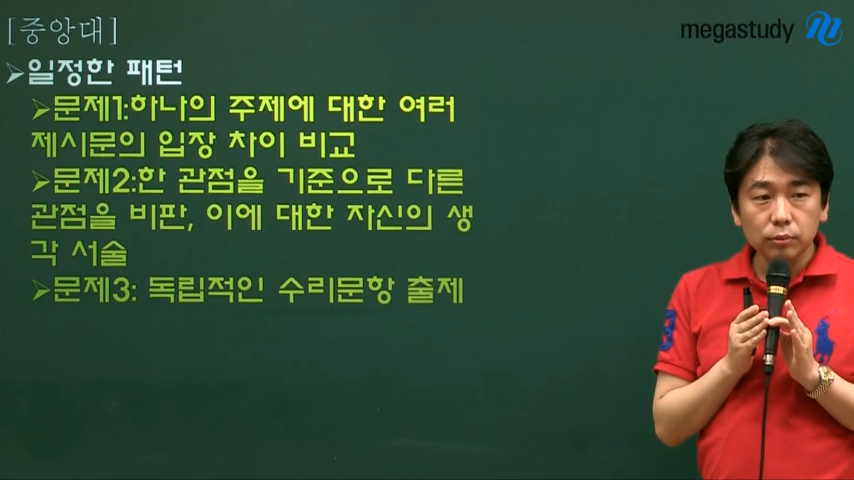 [중앙대]
megastudy
➢일정한 패턴
➢문제1:하나의 주제에 대한 여러
제시문의 입장 차이 비교
➢문제2:한 관점을 기준으로 다른
관점을 비판, 이에 대한 자신의 생
각 서술
➢문제3: 독립적인 수리문항 출제
3